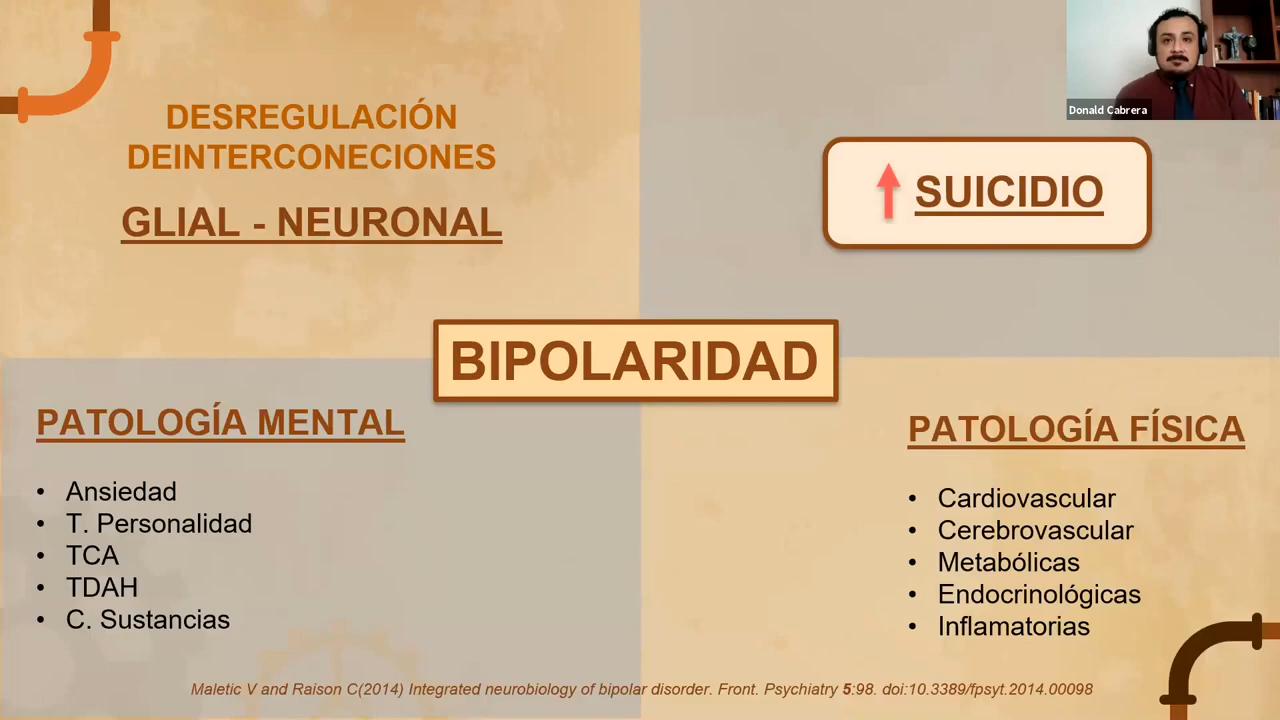 DESREGULACIÓN
DEINTERCONECIONES
GLIAL - NEURONAL
Donald Cabrera
SUICIDIO
BIPOLARIDAD
PATOLOGÍA MENTAL
• Ansiedad
• T. Personalidad
• TCA
• TDAH
• C. Sustancias
PATOLOGÍA FÍSICA
• Cardiovascular
• Cerebrovascular
• Metabólicas
• Endocrinológicas
• Inflamatorias
Maletic V and Raison C(2014) Integrated neurobiology of bipolar disorder. Front. Psychiatry 5:98. doi:10.3389/fpsyt.2014.00098